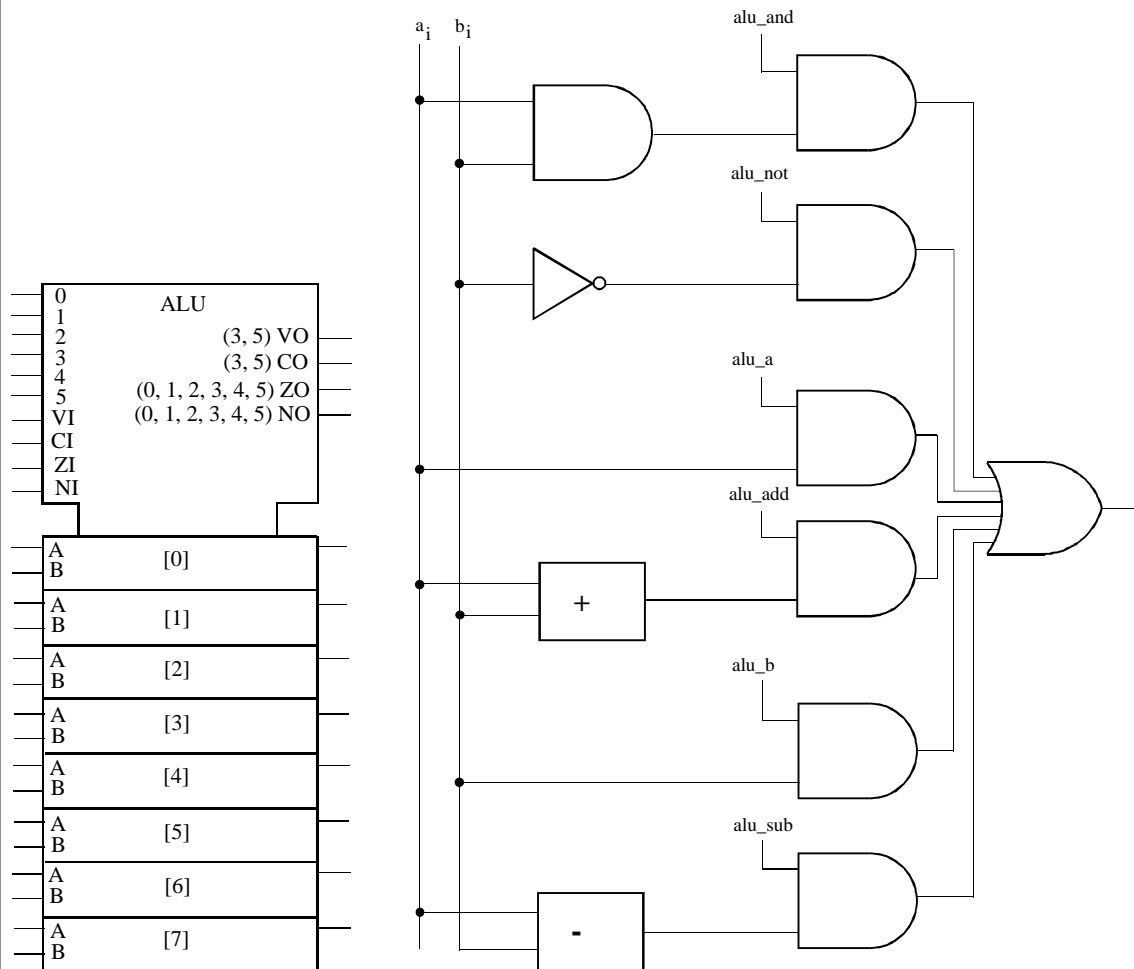 ALU
0
1
2
3
4
5
VI
CI
ZI
NI
(3, 5) VO
(3, 5) CO
(0, 1, 2, 3, 4, 5) ZO
(0, 1, 2, 3, 4, 5) NO
A
B
[0]
A
B
[1]
A
B
[2]
A
B
[3]
A
B
[4]
A
B
[5]
A
B
[6]
A
B
[7]
ai
bi
alu_and
alu_not
alu_a
alu_add
+
alu_b
alu_sub
-